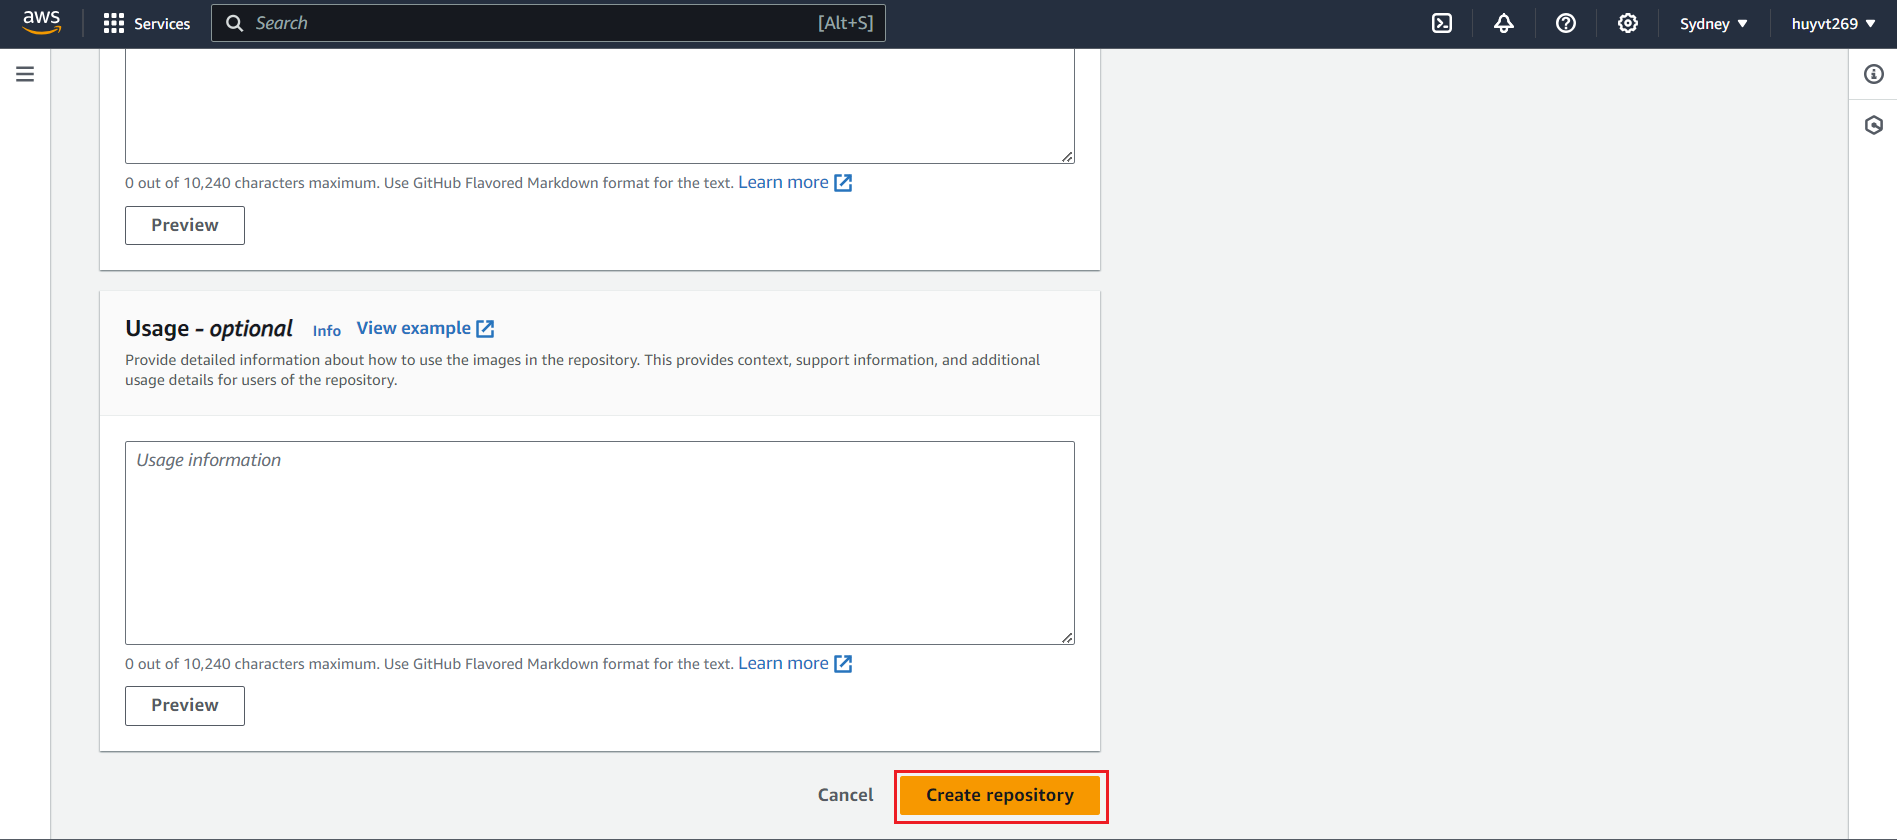 aws
Services
Search
[Alt+S]
Sydney
huyvt269
0 out of 10,240 characters maximum. Use GitHub Flavored Markdown format for the text. Learn more
Preview
Usage - optional Info View example
Provide detailed information about how to use the images in the repository. This provides context, support information, and additional
usage details for users of the repository.
Usage information
0 out of 10,240 characters maximum. Use GitHub Flavored Markdown format for the text. Learn more
Preview
Cancel
Create repository